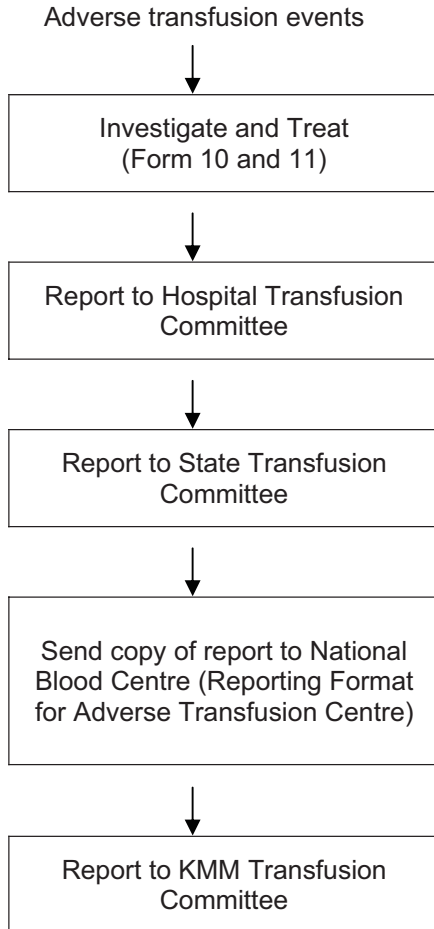 Adverse transfusion events
Investigate and Treat
(Form 10 and 11)
Report to Hospital Transfusion
Committee
Report to State Transfusion
Committee
Send copy of report to National
Blood Centre (Reporting Format
for Adverse Transfusion Centre)
Report to KMM Transfusion
Committee